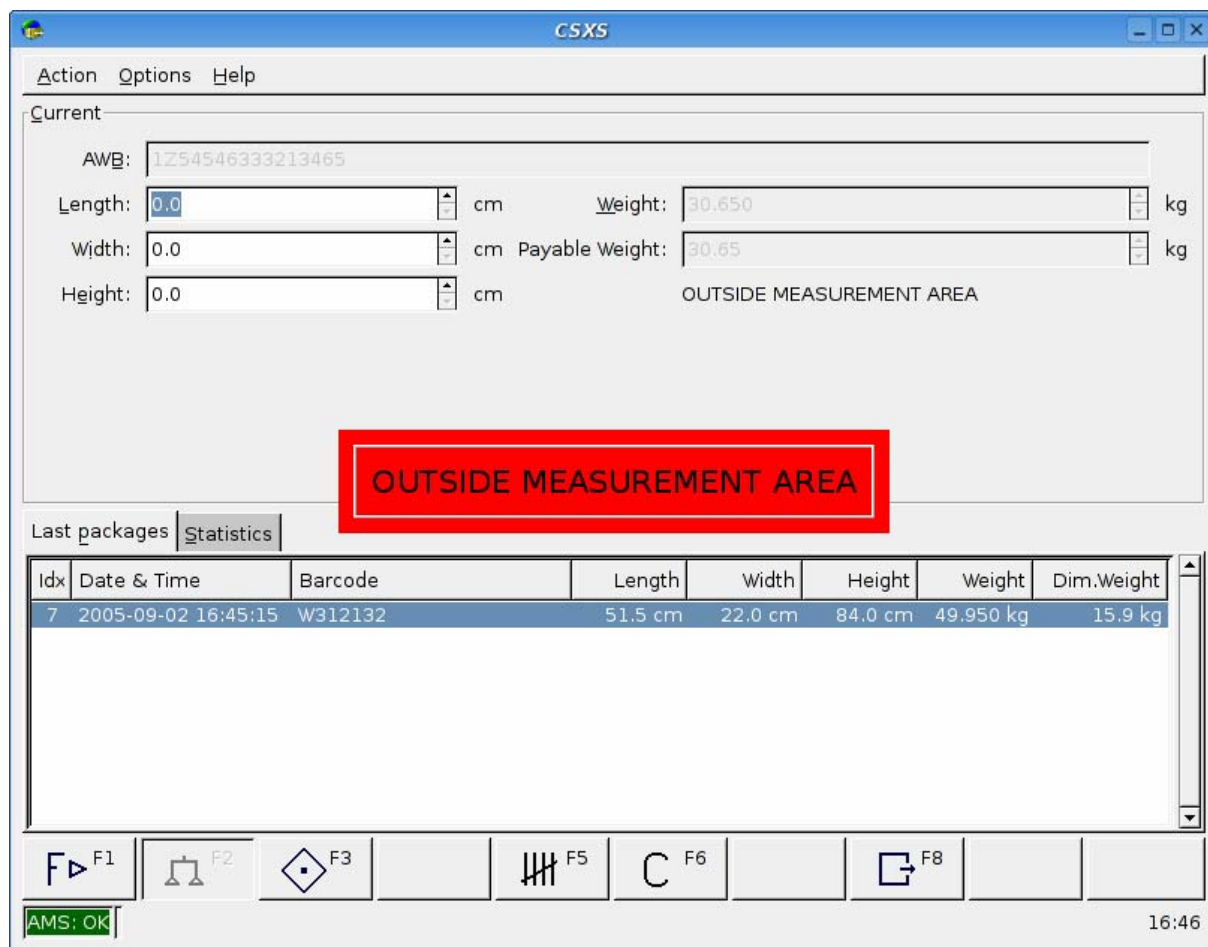 CSXS
Action Options Help
Current
AWB: 1Z54546333213465
Length: 0.0 cm Weight: 30.650 kg
Width: 0.0 cm Payable Weight: 30.65 kg
Height: 0.0 cm OUTSIDE MEASUREMENT AREA
OUTSIDE MEASUREMENT AREA
Last packages Statistics
Idx Date & Time Barcode Length Width Height Weight Dim.Weight
7 2005-09-02 16:45:15 W312132 51.5 cm 22.0 cm 84.0 cm 49.950 kg 15.9 kg
F F1 F2 F3 F5 C F6 F8
AMS: OK 16:46